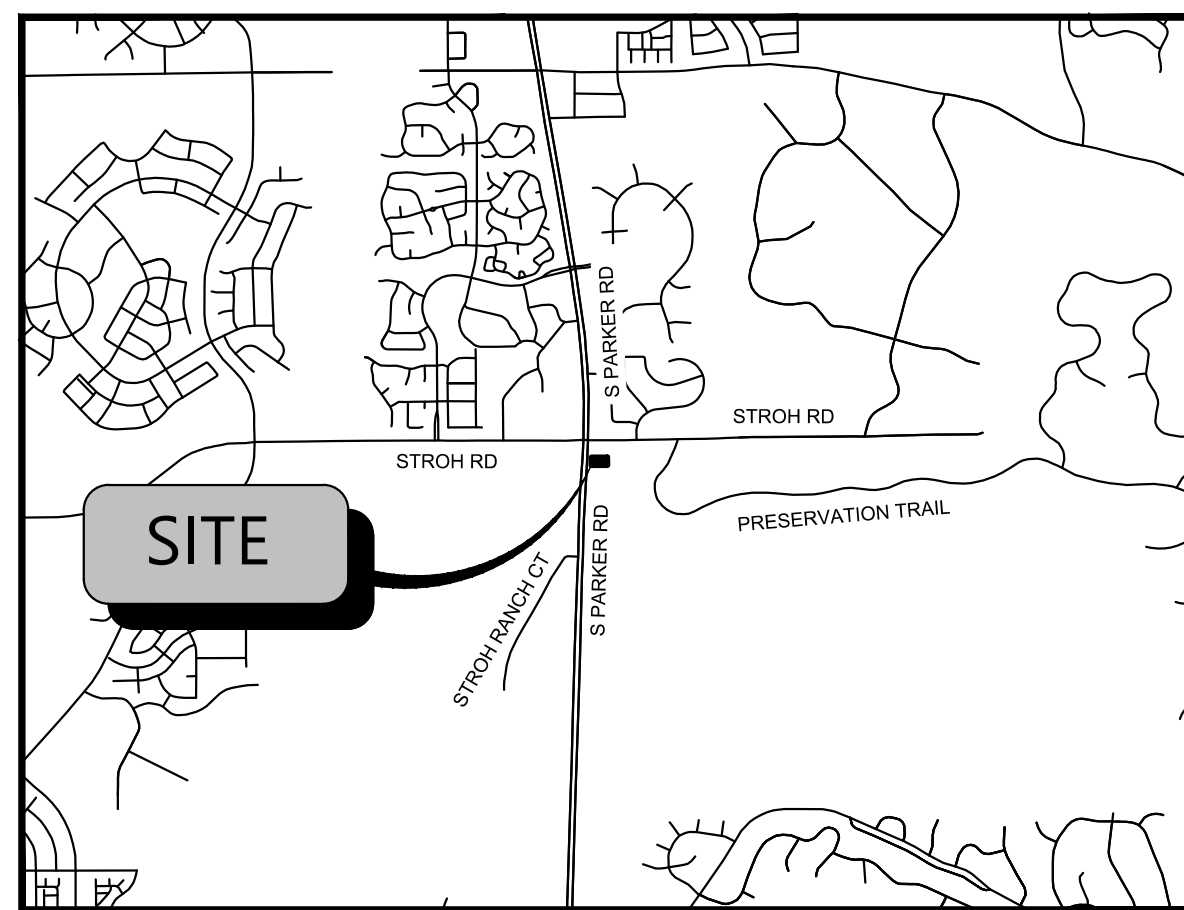 S PARKER RD
STROH RD
STROH RD
SITE
PRESERVATION TRAIL
S PARKER RD
STROH RANCH CT